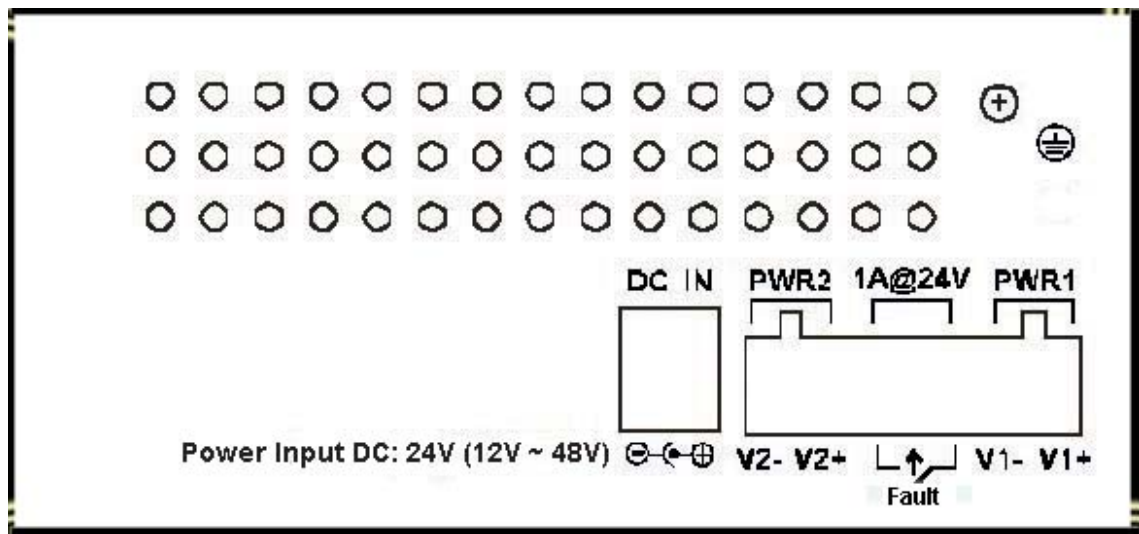 DC IN PWR2 1A@24V PWR1
Power Input DC: 24V (12V ~ 48V) V2- V2+ V1- V1+
Fault